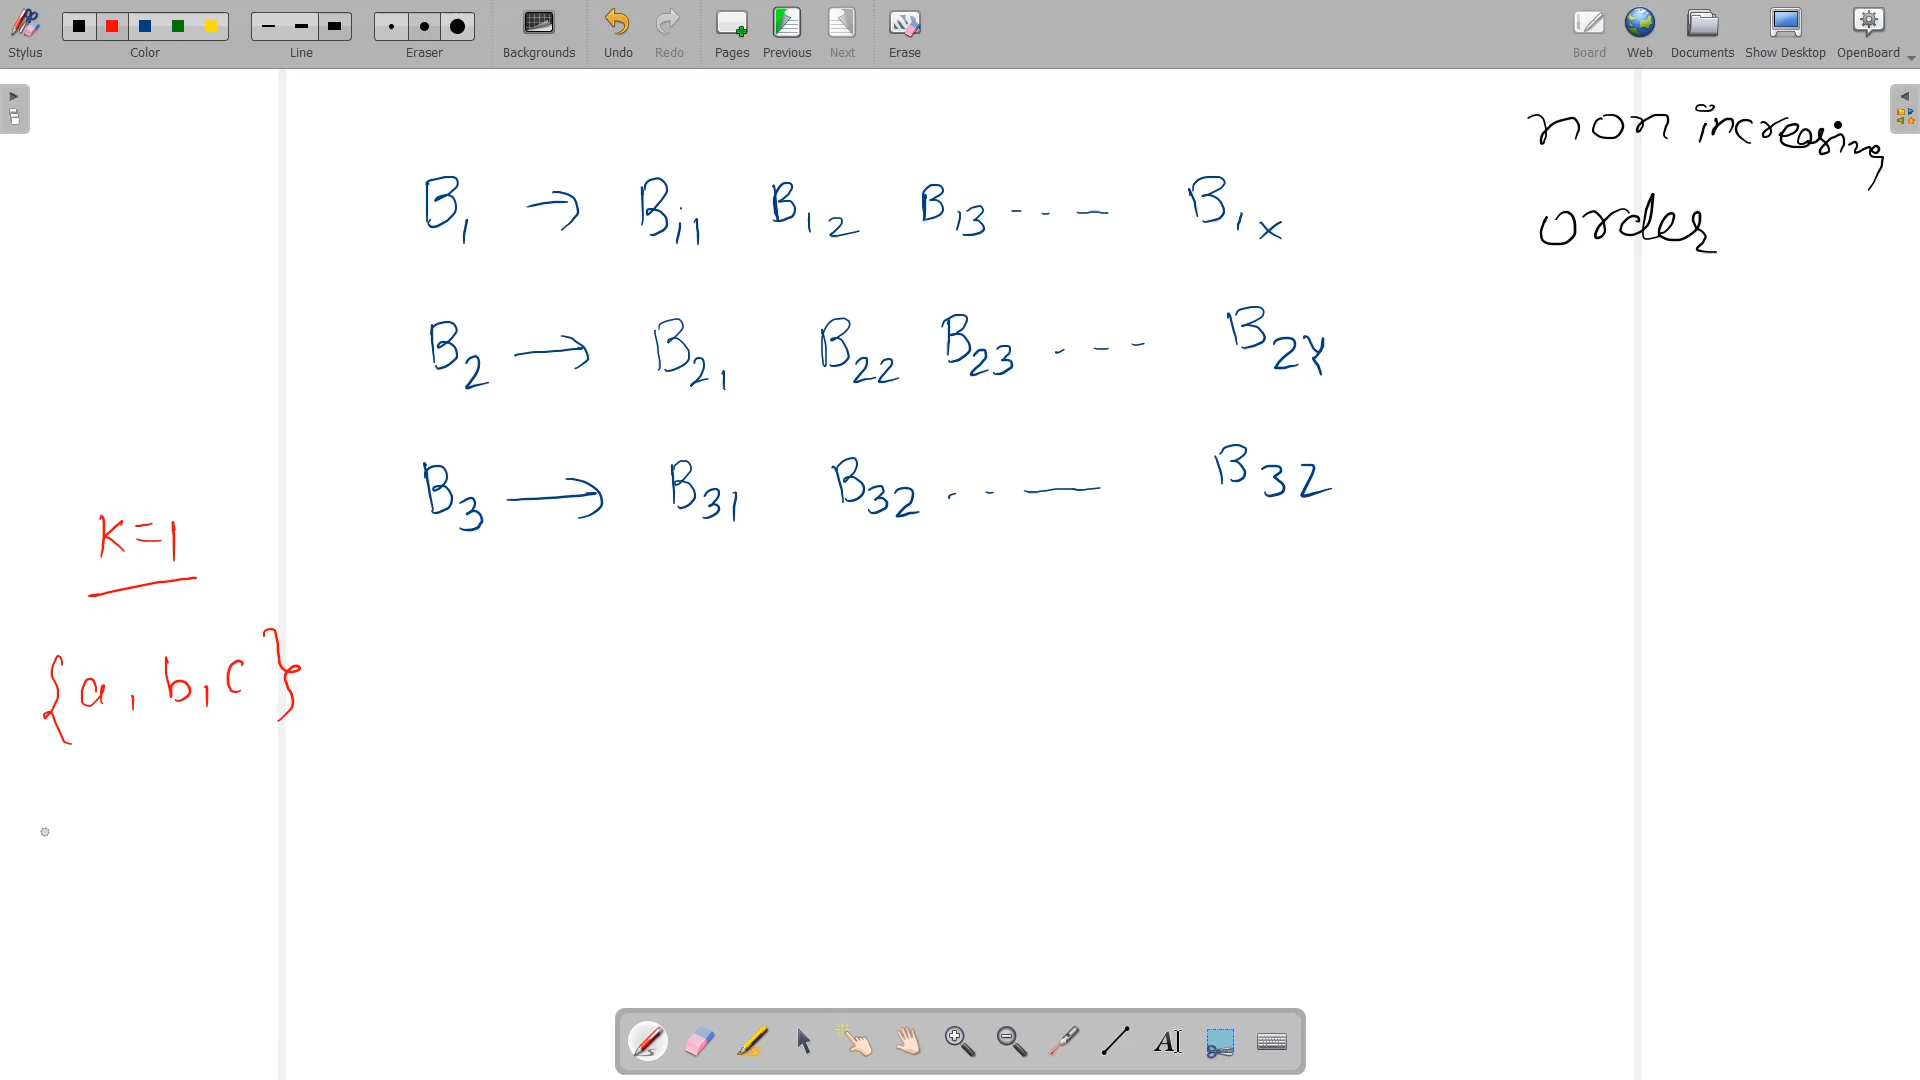 Stylus Color Line Eraser Backgrounds Undo Redo Pages Previous Next Erase Board Web Documents Show Desktop OpenBoard
non increasing
order
B₁ → B₁₁ B₁₂ B₁₃ - - - B₁ₓ
B₂ → B₂₁ B₂₂ B₂₃ - - - B₂Y
B₃ → B₃₁ B₃₂ - - — B₃Z
K=1
{a, b, c}
AI